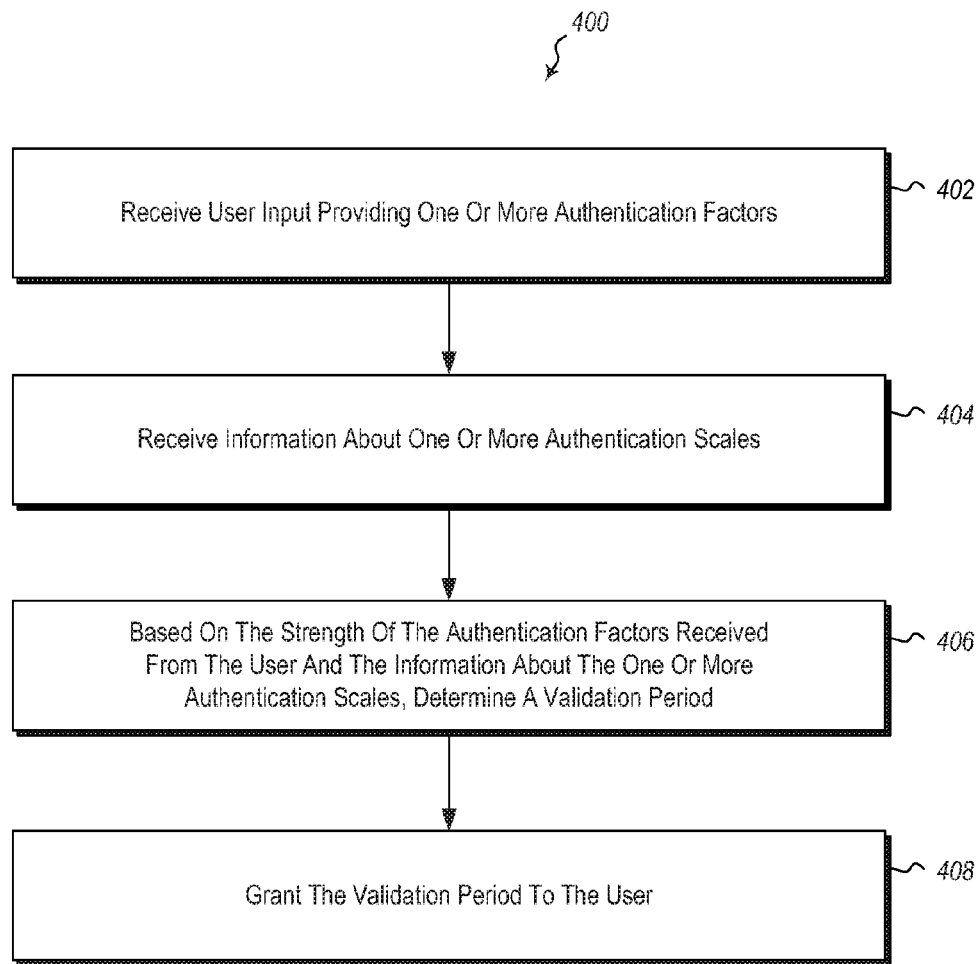 400
Receive User Input Providing One Or More Authentication Factors
402
Receive Information About One Or More Authentication Scales
404
Based On The Strength Of The Authentication Factors Received
From The User And The Information About The One Or More
Authentication Scales, Determine A Validation Period
406
Grant The Validation Period To The User
408